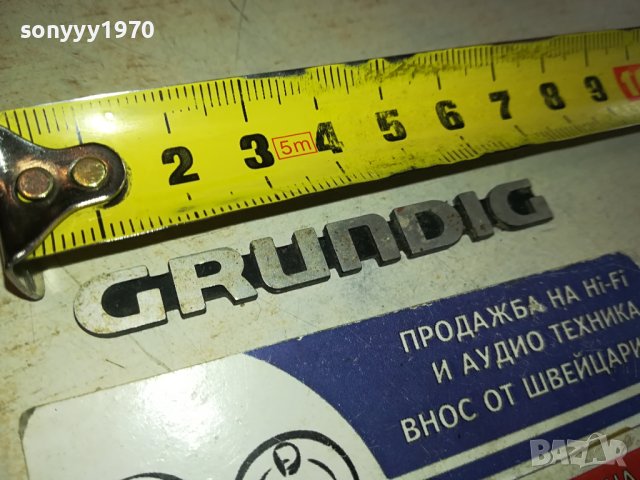 sonyyy1970
2 3 5m 4 5 6 7 8 9
GRUNDIG
ПРОДАЖБА НА Hi-Fi
И АУДИО ТЕХНИКА
ВНОС ОТ ШВЕЙЦАРИ
BAZAR